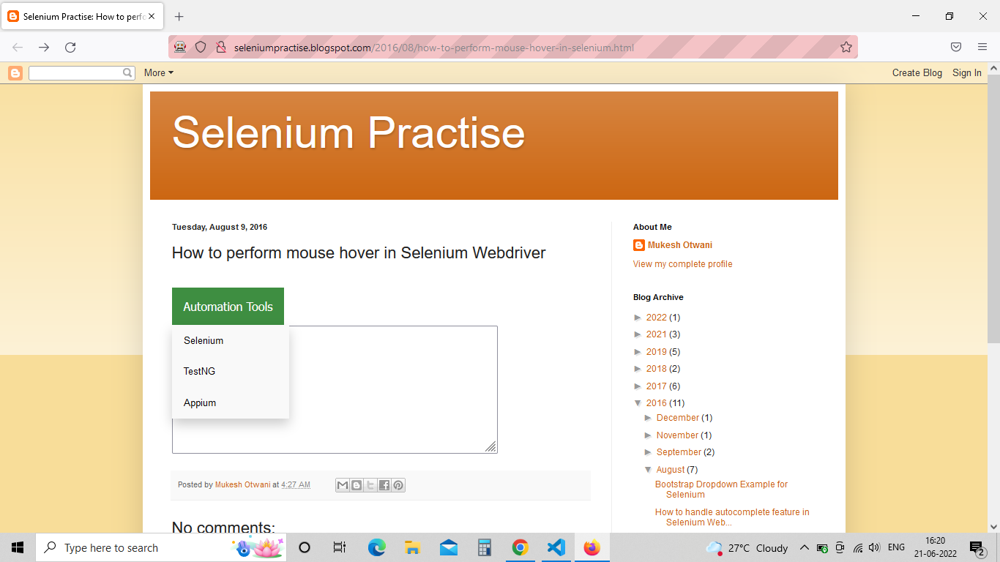 Selenium Practise: How to perfo
seleniumpractise.blogspot.com/2016/08/how-to-perform-mouse-hover-in-selenium.html
More
Create Blog
Sign In
Selenium Practise
Tuesday, August 9, 2016
How to perform mouse hover in Selenium Webdriver
Automation Tools
Selenium
TestNG
Appium
Posted by Mukesh Otwani at 4:27 AM
No comments:
About Me
Mukesh Otwani
View my complete profile
Blog Archive
► 2022 (1)
► 2021 (3)
► 2019 (5)
► 2018 (2)
► 2017 (6)
▼ 2016 (11)
► December (1)
► November (1)
► September (2)
▼ August (7)
Bootstrap Dropdown Example for
Selenium
How to handle autocomplete feature in
Selenium Web...
Type here to search
27°C Cloudy
ENG
16:20
21-06-2022
2